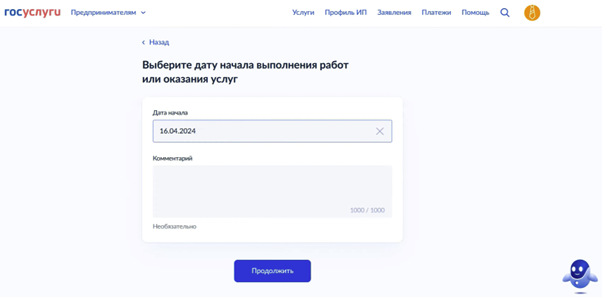 госуслуги Предпринимателям Услуги Профиль ИП Заявления Платежи Помощь
Назад
Выберите дату начала выполнения работ
или оказания услуг
Дата начала
16.04.2024
Комментарий
1000 / 1000
Необязательно
Продолжить